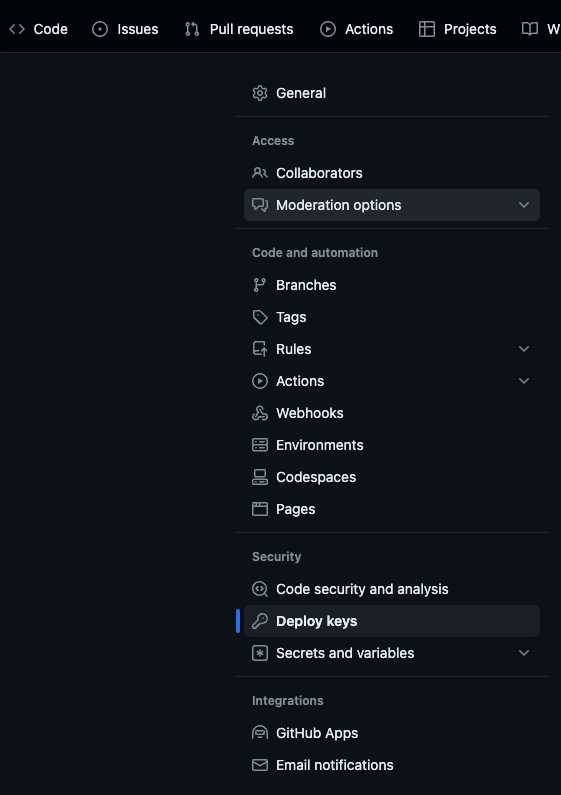 Code Issues Pull requests Actions Projects W
General
Access
Collaborators
Moderation options
Code and automation
Branches
Tags
Rules
Actions
Webhooks
Environments
Codespaces
Pages
Security
Code security and analysis
Deploy keys
Secrets and variables
Integrations
GitHub Apps
Email notifications